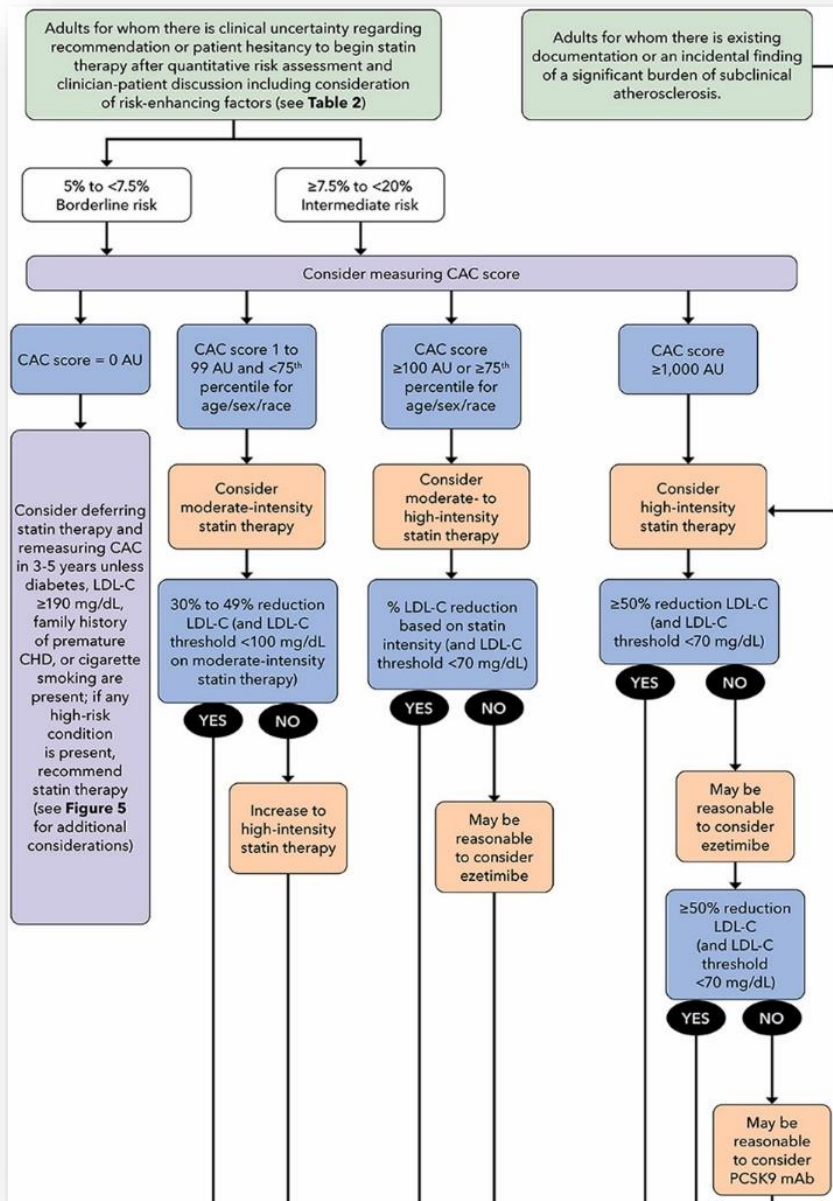 Adults for whom there is clinical uncertainty regarding
recommendation or patient hesitancy to begin statin
therapy after quantitative risk assessment and
clinician-patient discussion including consideration
of risk-enhancing factors (see Table 2)
Adults for whom there is existing
documentation or an incidental finding
of a significant burden of subclinical
atherosclerosis.
5% to <7.5%
Borderline risk
≥7.5% to <20%
Intermediate risk
Consider measuring CAC score
CAC score = 0 AU
Consider deferring
statin therapy and
remeasuring CAC
in 3-5 years unless
diabetes, LDL-C
≥190 mg/dL,
family history
of premature
CHD, or cigarette
smoking are
present; if any
high-risk
condition
is present,
recommend
statin therapy
(see Figure 5
for additional
considerations)
CAC score 1 to
99 AU and <75th
percentile for
age/sex/race
Consider
moderate-intensity
statin therapy
30% to 49% reduction
LDL-C (and LDL-C
threshold <100 mg/dL
on moderate-intensity
statin therapy)
YES
NO
Increase to
high-intensity
statin therapy
CAC score
≥100 AU or ≥75th
percentile for
age/sex/race
Consider
moderate- to
high-intensity
statin therapy
% LDL-C reduction
based on statin
intensity (and LDL-C
threshold <70 mg/dL)
YES
NO
May be
reasonable
to consider
ezetimibe
CAC score
≥1,000 AU
Consider
high-intensity
statin therapy
≥50% reduction LDL-C
(and LDL-C
threshold <70 mg/dL)
YES
NO
May be
reasonable
to consider
ezetimibe
≥50% reduction
LDL-C
(and LDL-C
threshold
<70 mg/dL)
YES
NO
May be
reasonable
to consider
PCSK9 mAb